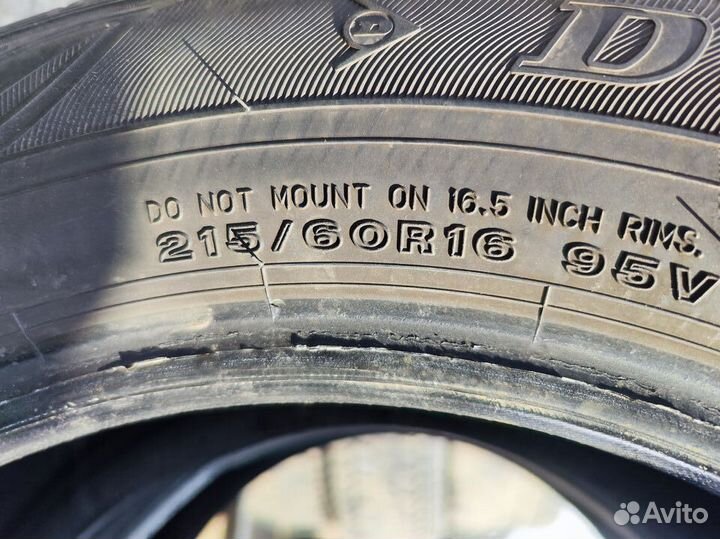 D
DO NOT MOUNT ON 16.5 INCH RIMS.
215/60R16 95V
Avito